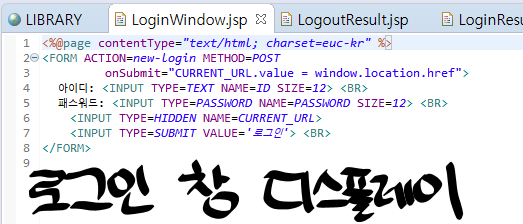 LIBRARY LoginWindow.jsp LogoutResult.jsp LoginResu
1 <%@page contentType="text/html; charset=euc-kr" %>
2 <FORM ACTION=new-login METHOD=POST
3 onSubmit="CURRENT_URL.value = window.location.href">
4 아이디: <INPUT TYPE=TEXT NAME=ID SIZE=12> <BR>
5 패스워드: <INPUT TYPE=PASSWORD NAME=PASSWORD SIZE=12> <BR>
6 <INPUT TYPE=HIDDEN NAME=CURRENT_URL>
7 <INPUT TYPE=SUBMIT VALUE='로그인'> <BR>
8 </FORM>
9
로그인 창 디스플레이